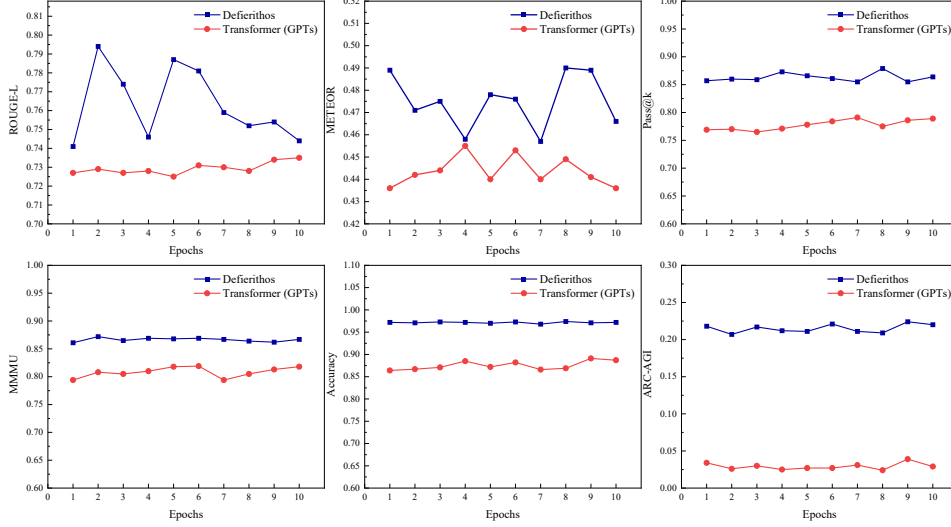 Defierithos
Transformer (GPTs)
ROUGE-L
0.81
0.80
0.79
0.78
0.77
0.76
0.75
0.74
0.73
0.72
0.71
0.70
0 1 2 3 4 5 6 7 8 9 10
Epochs
Defierithos
Transformer (GPTs)
METEOR
0.52
0.51
0.50
0.49
0.48
0.47
0.46
0.45
0.44
0.43
0.42
0 1 2 3 4 5 6 7 8 9 10
Epochs
Defierithos
Transformer (GPTs)
Pass@k
1.00
0.95
0.90
0.85
0.80
0.75
0.70
0.65
0.60
0 1 2 3 4 5 6 7 8 9 10
Epochs
Defierithos
Transformer (GPTs)
MMMU
1.00
0.95
0.90
0.85
0.80
0.75
0.70
0.65
0.60
0 1 2 3 4 5 6 7 8 9 10
Epochs
Defierithos
Transformer (GPTs)
Accuracy
1.10
1.05
1.00
0.95
0.90
0.85
0.80
0.75
0.70
0.65
0.60
0 1 2 3 4 5 6 7 8 9 10
Epochs
Defierithos
Transformer (GPTs)
ARC-AGI
0.30
0.25
0.20
0.15
0.10
0.05
0.00
0 1 2 3 4 5 6 7 8 9 10
Epochs